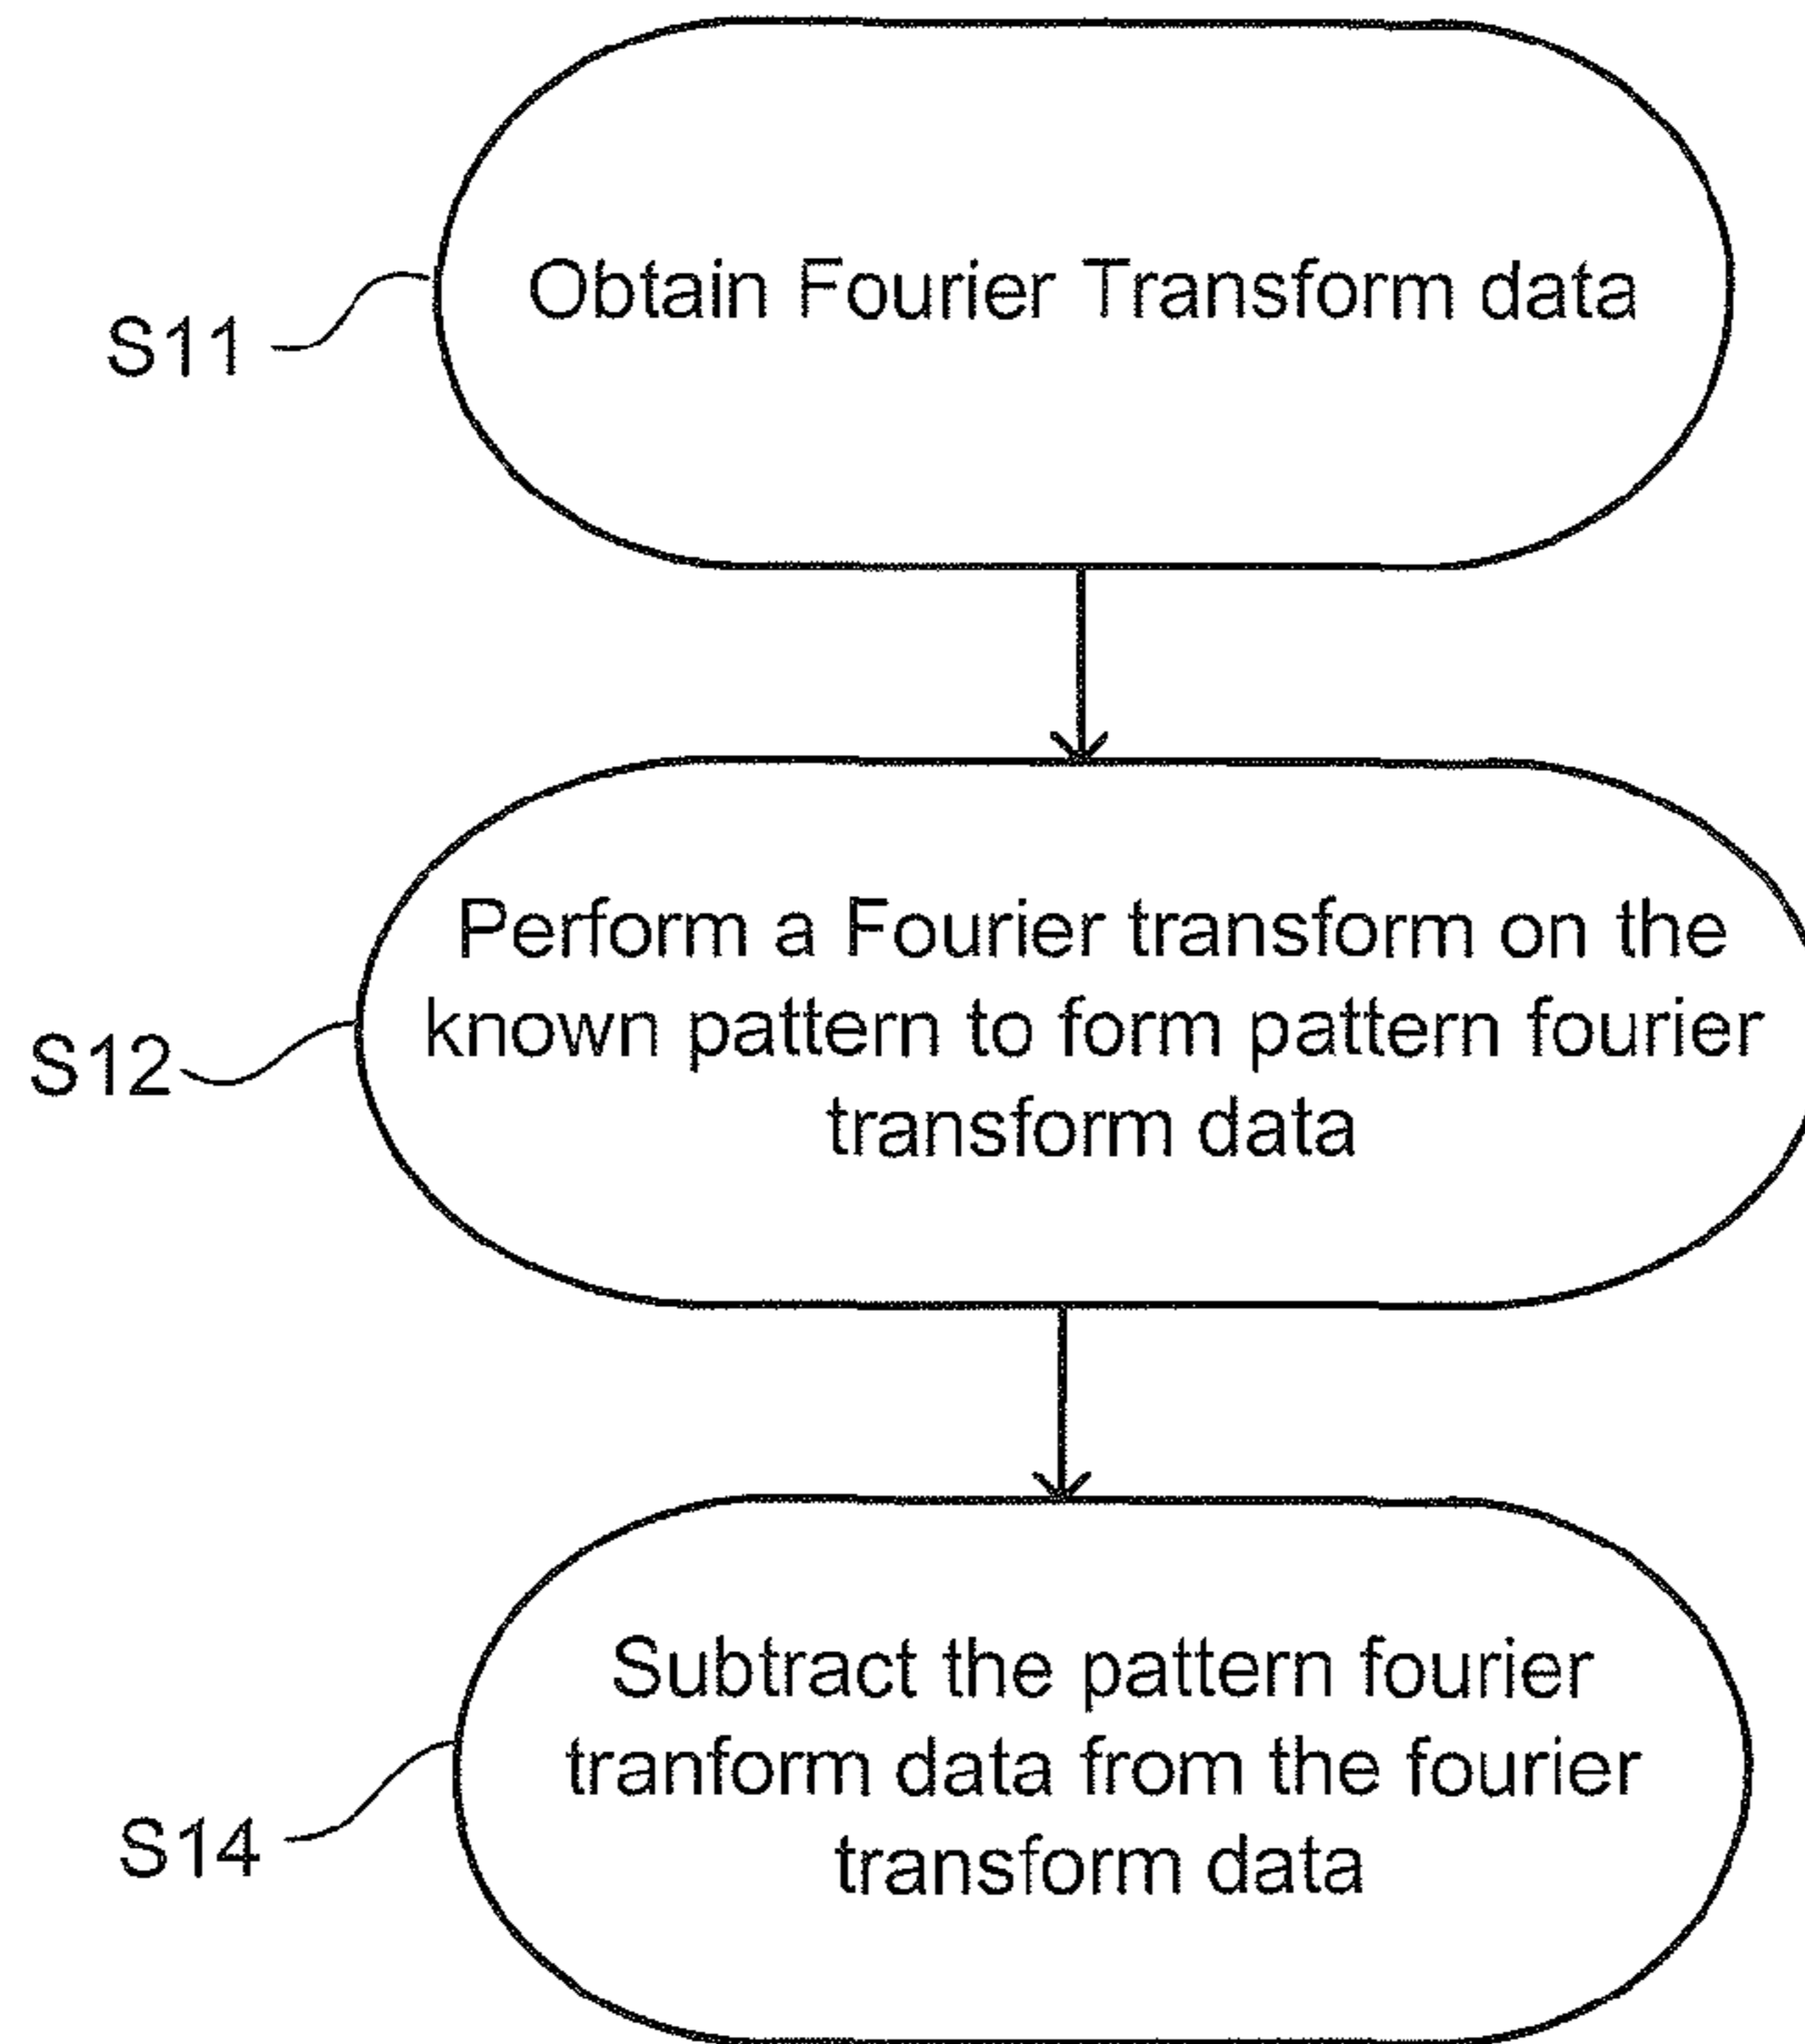 S11
Obtain Fourier Transform data
S12
Perform a Fourier transform on the
known pattern to form pattern fourier
transform data
S14
Subtract the pattern fourier
tranform data from the fourier
transform data